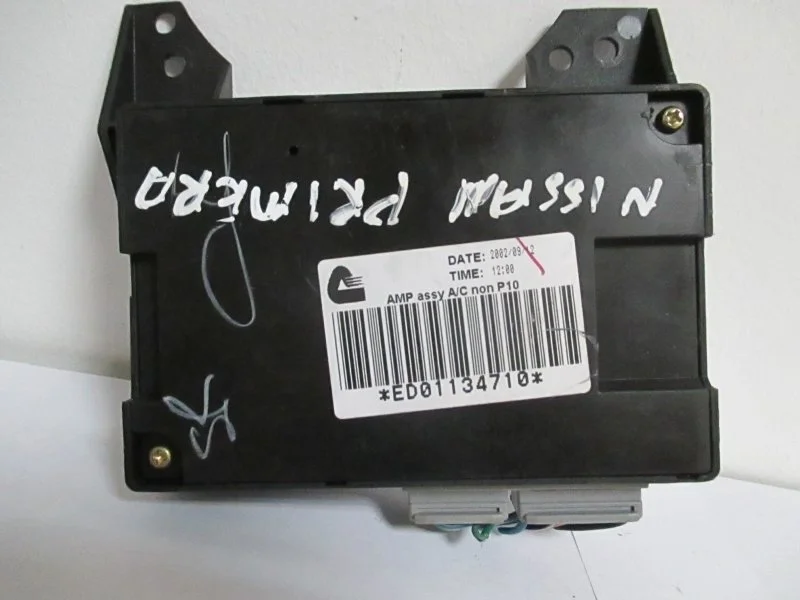 NISSAN PRIMERA
DATE: 2002/09/12
TIME: 12:00
AMP assy A/C non P10
*ED01134710*